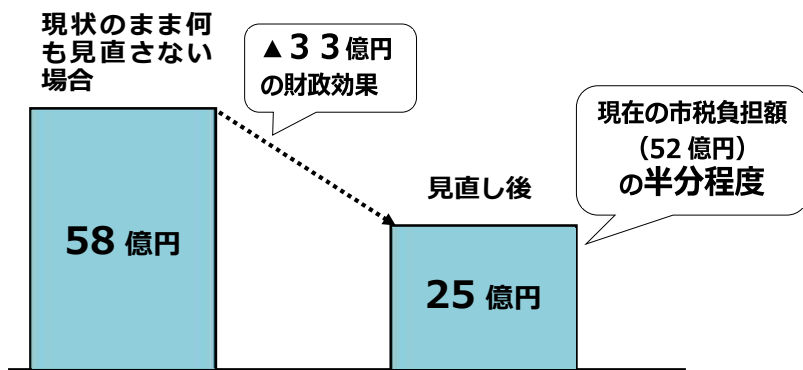 現状のまま何
も見直さない
場合
▲３３億円
の財政効果
現在の市税負担額
（52 億円）
の半分程度
見直し後
58 億円
25 億円